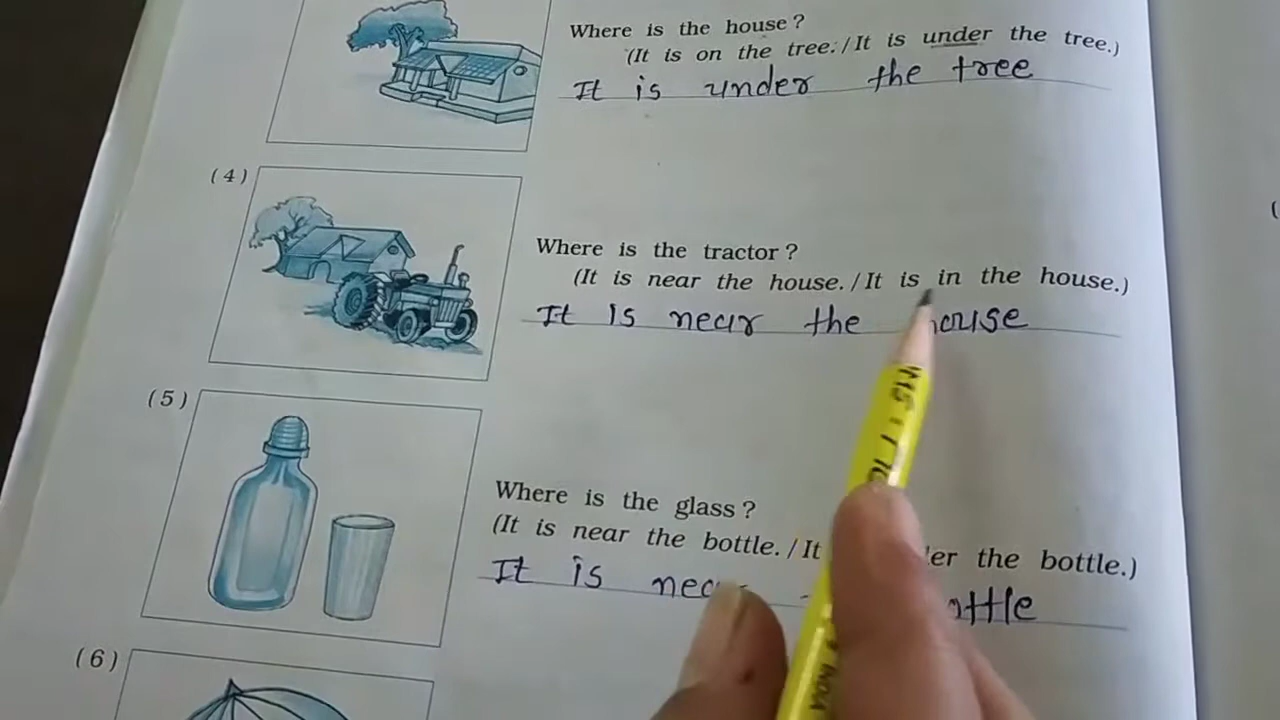 Where is the house?
(It is on the tree./It is under the tree.)
It is under the tree
(4)
Where is the tractor?
(It is near the house./It is in the house.)
It is near the house
(5)
Where is the glass?
(It is near the bottle./It the bottle.)
It is
(6)
INDIA